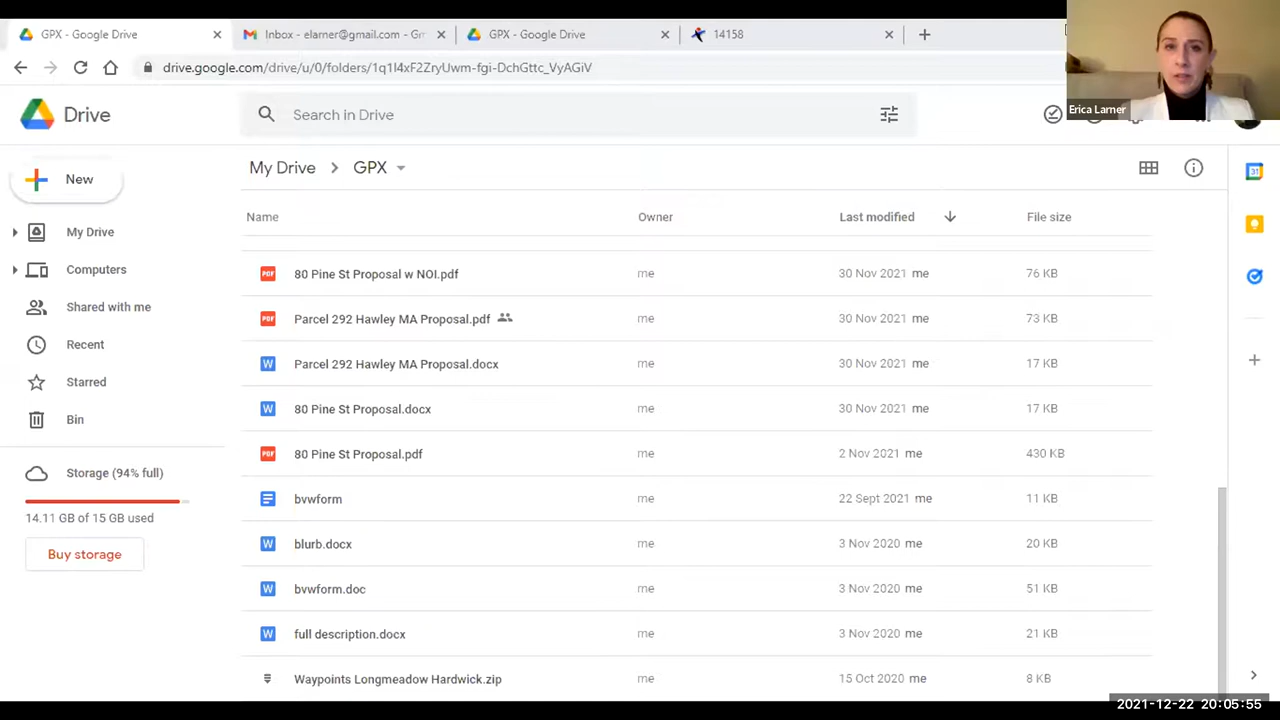 GPX - Google Drive
Inbox - elarner@gmail.com - Gr
GPX - Google Drive
14158
drive.google.com/drive/u/0/folders/1q1I4xF2ZryUwm-fgi-DchGttc_VyAGiV
Erica Larner
Drive
Search in Drive
New
My Drive
Computers
Shared with me
Recent
Starred
Bin
Storage (94% full)
14.11 GB of 15 GB used
Buy storage
My Drive > GPX
Name Owner Last modified File size
PDF 80 Pine St Proposal w NOI.pdf me 30 Nov 2021 me 76 KB
PDF Parcel 292 Hawley MA Proposal.pdf me 30 Nov 2021 me 73 KB
W Parcel 292 Hawley MA Proposal.docx me 30 Nov 2021 me 17 KB
W 80 Pine St Proposal.docx me 30 Nov 2021 me 17 KB
PDF 80 Pine St Proposal.pdf me 2 Nov 2021 me 430 KB
bvwform me 22 Sept 2021 me 11 KB
W blurb.docx me 3 Nov 2020 me 20 KB
W bvwform.doc me 3 Nov 2020 me 51 KB
W full description.docx me 3 Nov 2020 me 21 KB
Waypoints Longmeadow Hardwick.zip me 15 Oct 2020 me 8 KB
31
2021-12-22 20:05:55